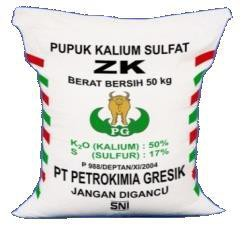 PUPUK KALIUM SULFAT
ZK
BERAT BERSIH 50 kg
PG
K₂O (KALIUM) : 50%
S (SULFUR) : 17%
P 988/DEPTAN/XI/2004
PT PETROKIMIA GRESIK
JANGAN DIGANCU
SNI